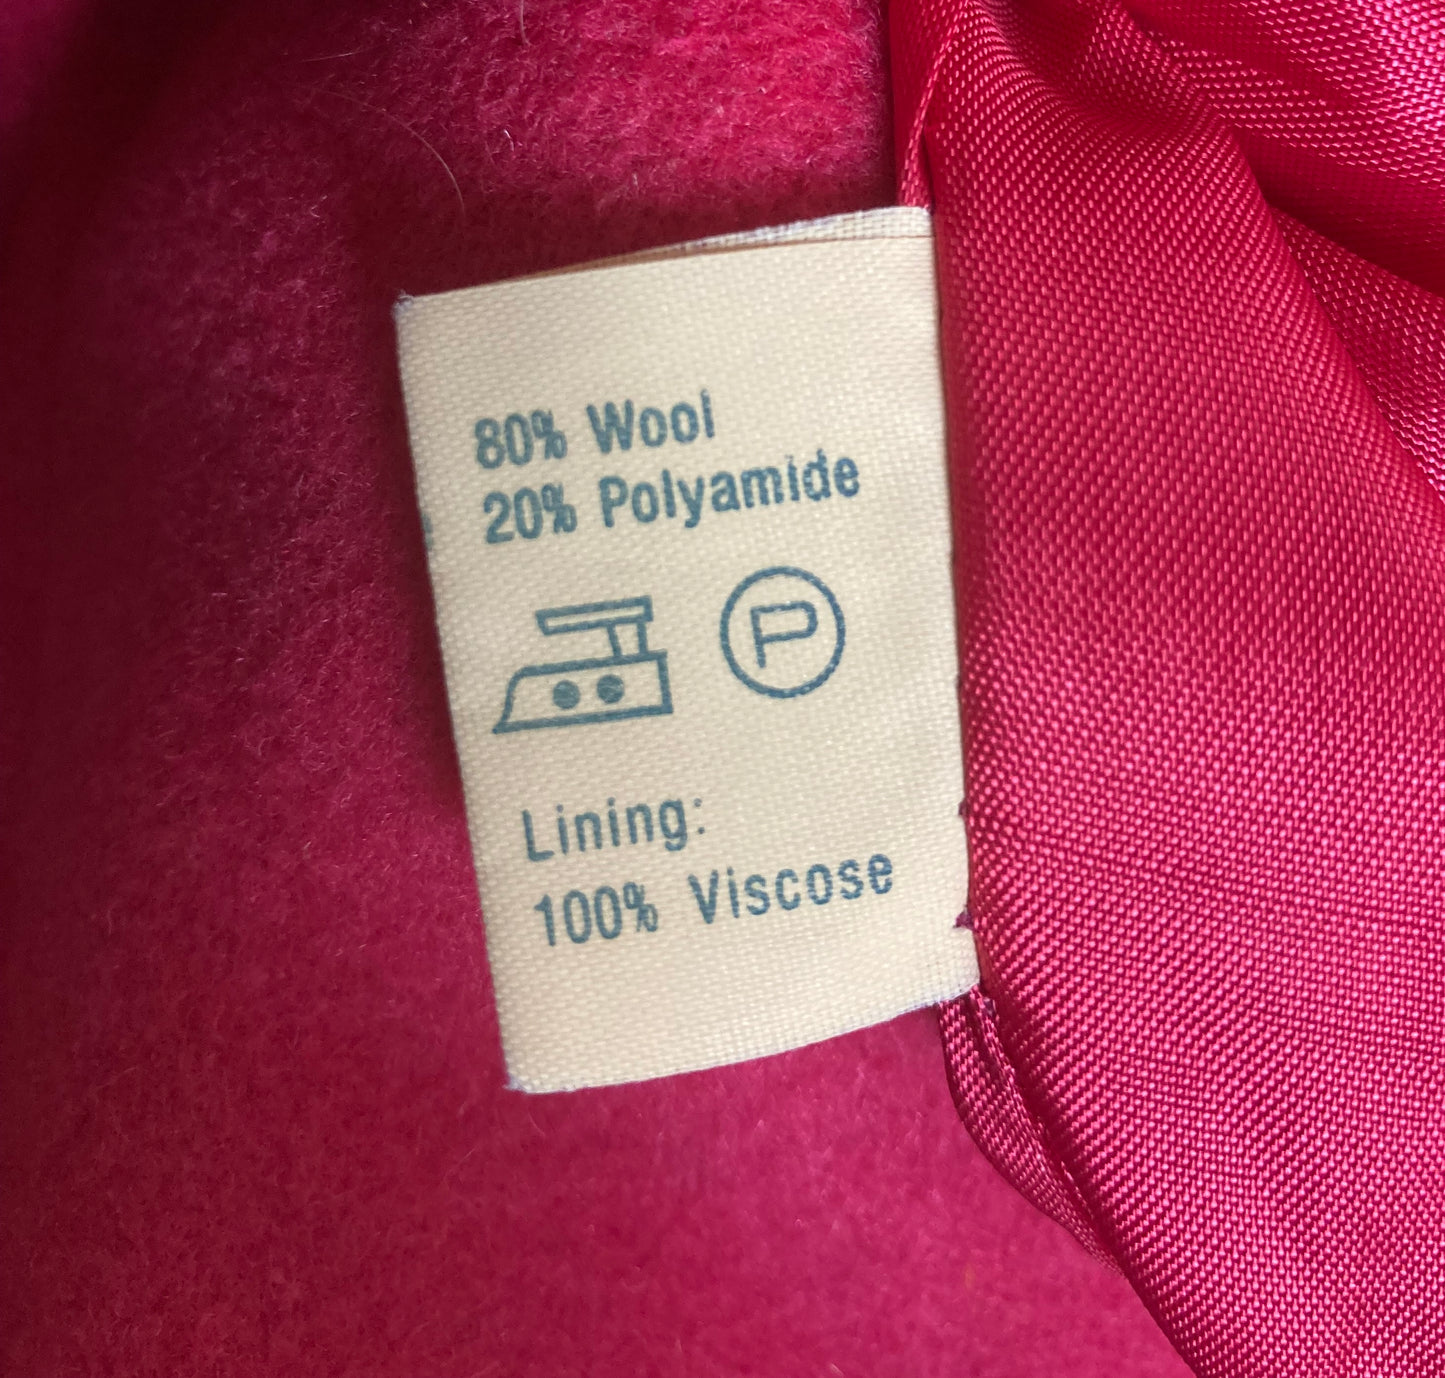 80% Wool
20% Polyamide
P
Lining:
100% Viscose